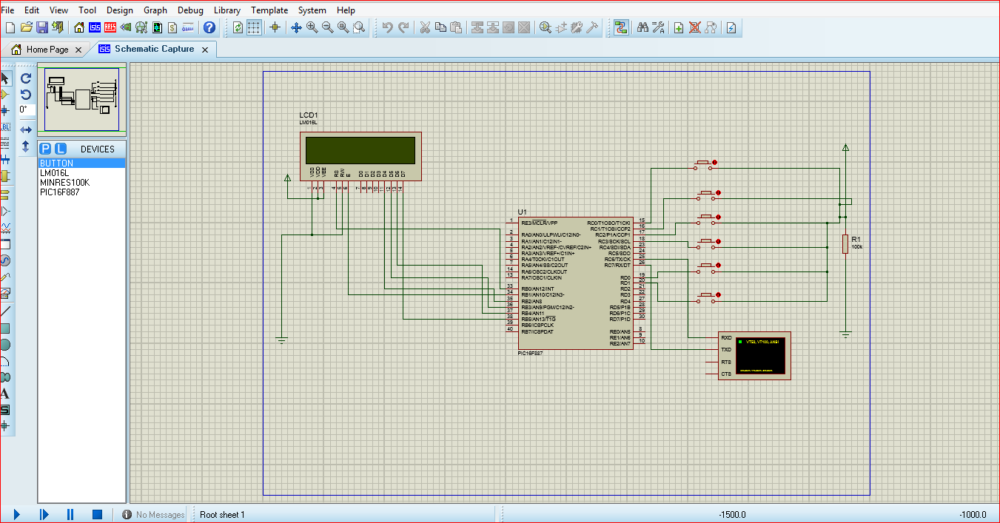 File Edit View Tool Design Graph Debug Library Template System Help
Home Page
Schematic Capture
0°
P L DEVICES
BUTTON
LM016L
MINRES100K
PIC16F887
LCD1
LM016L
VSS VDD VEE RS RW E D0 D1 D2 D3 D4 D5 D6 D7
1 2 3 4 5 6 7 8 9 10 11 12 13 14
U1
1 RE3/MCLR/VPP
2 RA0/AN0/ULPWU/C12IN0-
3 RA1/AN1/C12IN1-
4 RA2/AN2/VREF-/CVREF/C2IN+
5 RA3/AN3/VREF+/C1IN+
6 RA4/T0CKI/C1OUT
7 RA5/AN4/SS/C2OUT
14 RA6/OSC2/CLKOUT
13 RA7/OSC1/CLKIN
33 RB0/AN12/INT
34 RB1/AN10/C12IN3-
35 RB2/AN8
36 RB3/AN9/PGM/C12IN2-
37 RB4/AN11
38 RB5/AN13/T1G
39 RB6/ICSPCLK
40 RB7/ICSPDAT
RC0/T1OSO/T1CKI 15
RC1/T1OSI/CCP2 16
RC2/P1A/CCP1 17
RC3/SCK/SCL 18
RC4/SDI/SDA 23
RC5/SDO 24
RC6/TX/CK 25
RC7/RX/DT 26
RD0 19
RD1 20
RD2 21
RD3 22
RD4 27
RD5/P1B 28
RD6/P1C 29
RD7/P1D 30
RE0/AN5 8
RE1/AN6 9
RE2/AN7 10
PIC16F887
R1
100k
RXD
TXD
RTS
CTS
VT52, VT100, ANSI
No Messages
Root sheet 1
-1500.0
-1000.0